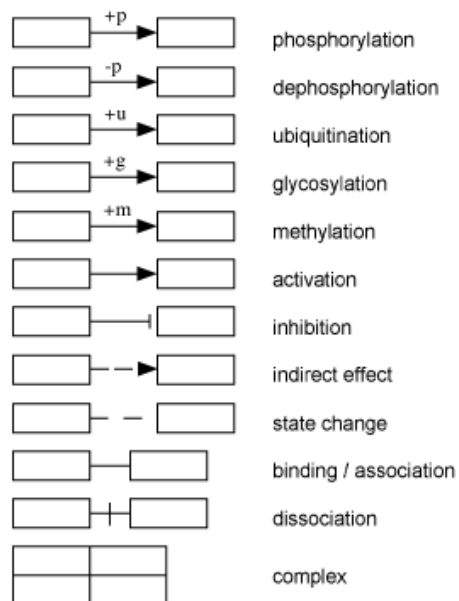 +p
phosphorylation
-p
dephosphorylation
+u
ubiquitination
+g
glycosylation
+m
methylation
activation
inhibition
indirect effect
state change
binding / association
dissociation
complex